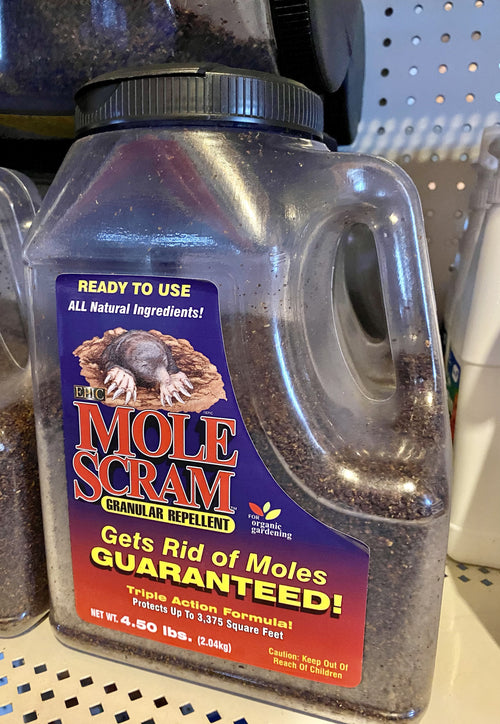 READY TO USE
ALL Natural Ingredients!
EPIC
MOLE
SCRAM
GRANULAR REPELLENT
FOR
organic
gardening
Gets Rid of Moles
GUARANTEED!
Triple Action Formula!
Protects Up To 3,375 Square Feet
NET WT. 4.50 lbs. (2.04kg)
Caution: Keep Out Of
Reach Of Children